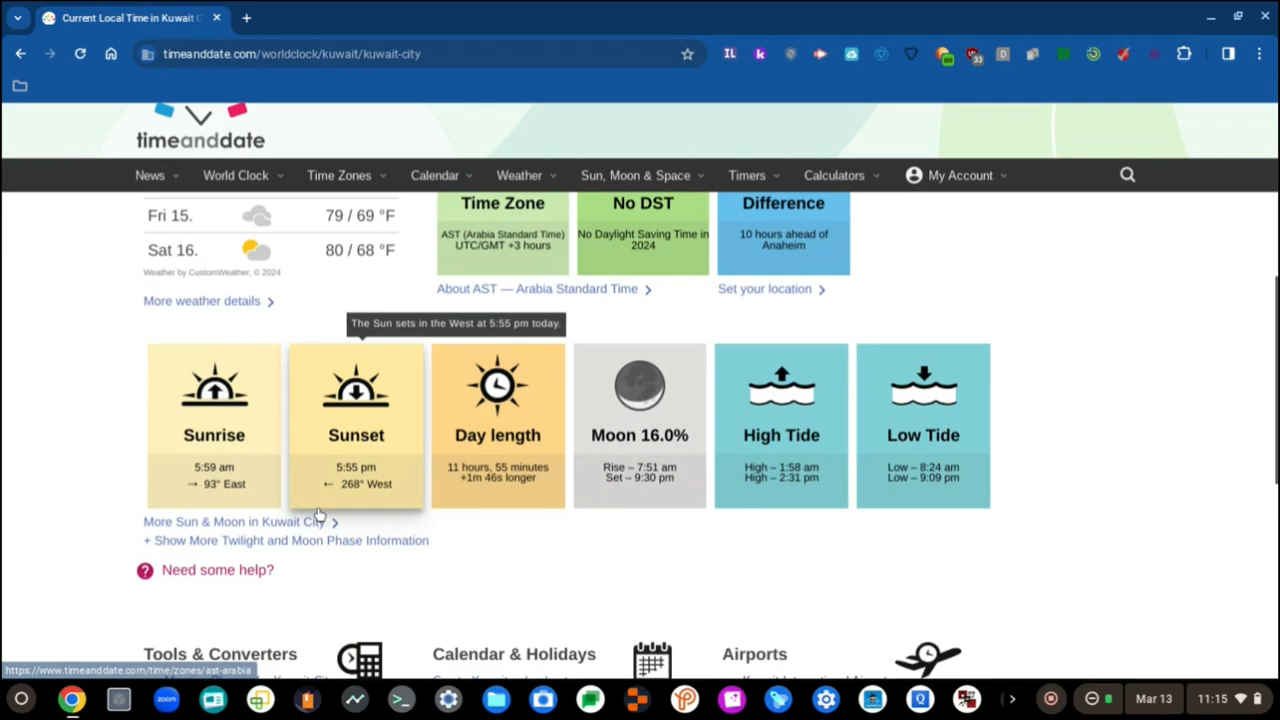 Current Local Time in Kuwait C
timeanddate.com/worldclock/kuwait/kuwait-city
on
33
D
timeanddate
News World Clock Time Zones Calendar Weather Sun, Moon & Space Timers Calculators My Account
Fri 15. 79 / 69 °F
Sat 16. 80 / 68 °F
Weather by CustomWeather, © 2024
More weather details
Time Zone
AST (Arabia Standard Time)
UTC/GMT +3 hours
No DST
No Daylight Saving Time in
2024
Difference
10 hours ahead of
Anaheim
About AST — Arabia Standard Time
Set your location
The Sun sets in the West at 5:55 pm today.
Sunrise
5:59 am
→ 93° East
Sunset
5:55 pm
← 268° West
Day length
11 hours, 55 minutes
+1m 46s longer
Moon 16.0%
Rise – 7:51 am
Set – 9:30 pm
High Tide
High – 1:58 am
High – 2:31 pm
Low Tide
Low – 8:24 am
Low – 9:09 pm
More Sun & Moon in Kuwait City
+ Show More Twilight and Moon Phase Information
? Need some help?
Tools & Converters
Calendar & Holidays
Airports
https://www.timeanddate.com/time/zones/ast-arabia
zoom
Mar 13
11:15